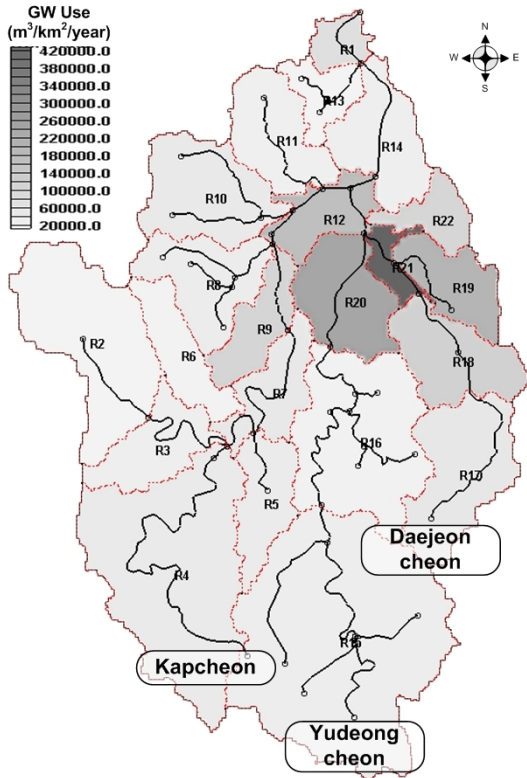 GW Use
(m³/km²/year)
420000.0
380000.0
340000.0
300000.0
260000.0
220000.0
180000.0
140000.0
100000.0
60000.0
20000.0
N
W
E
S
R1
R13
R11
R14
R10
R12
R22
R8
R21
R19
R20
R9
R2
R6
R18
R7
R16
R3
R17
R5
Daejeon
cheon
R4
R15
Kapcheon
Yudeong
cheon